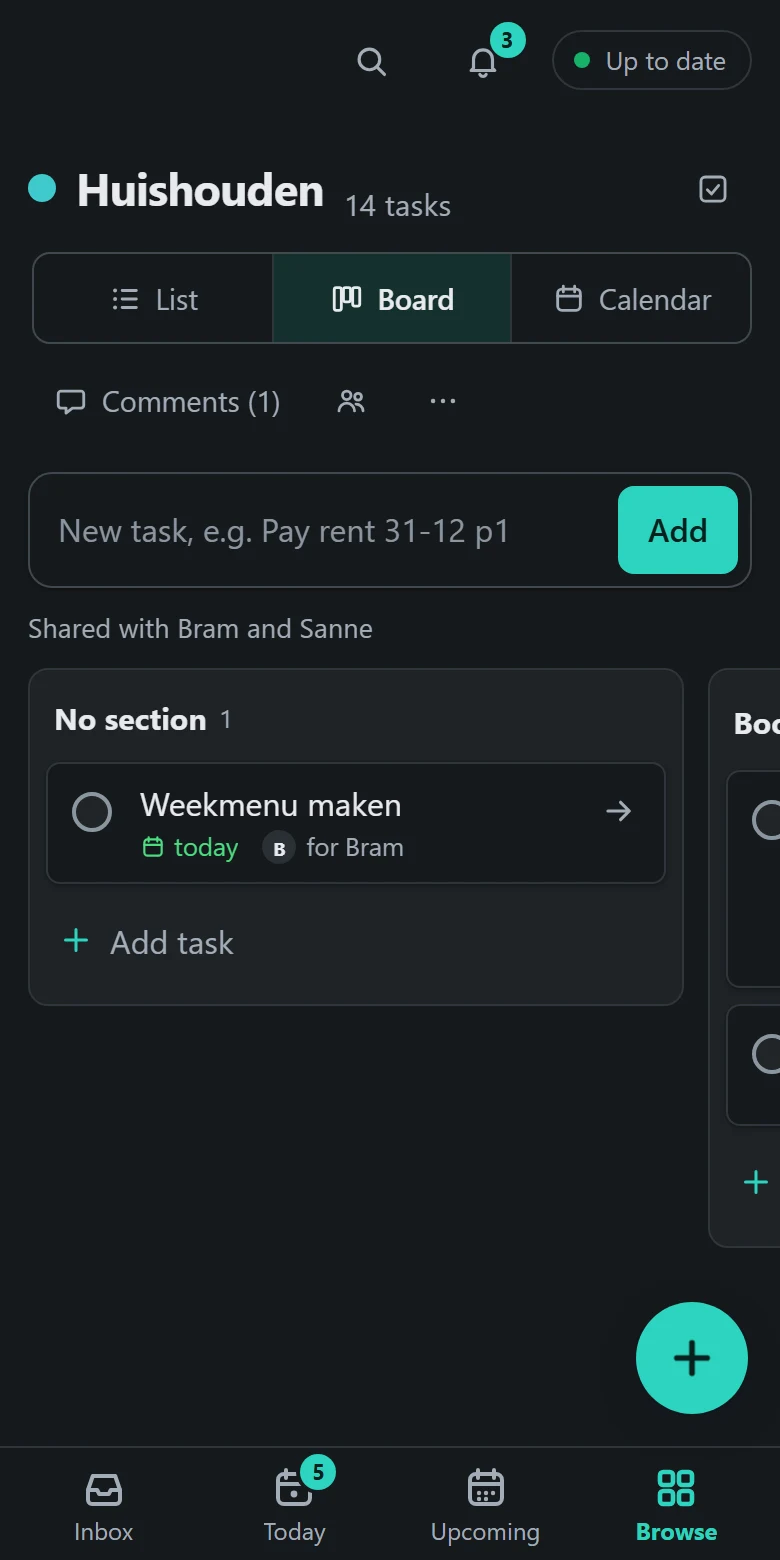 3
Up to date
Huishouden 14 tasks
List Board Calendar
Comments (1)
New task, e.g. Pay rent 31-12 p1 Add
Shared with Bram and Sanne
No section 1
Weekmenu maken
today B for Bram
Add task
5
Inbox Today Upcoming Browse